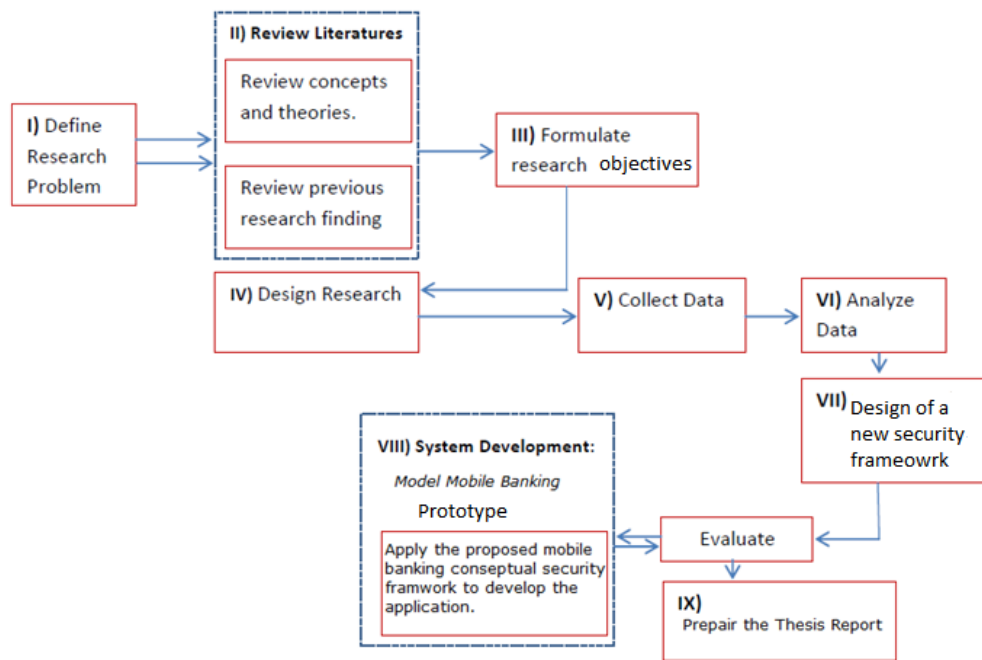 I) Define
Research
Problem
II) Review Literatures
Review concepts
and theories.
Review previous
research finding
III) Formulate
research objectives
IV) Design Research
V) Collect Data
VI) Analyze
Data
VII) Design of a
new security
frameowrk
VIII) System Development:
Model Mobile Banking
Prototype
Apply the proposed mobile
banking conseptual security
framwork to develop the
application.
Evaluate
IX)
Prepair the Thesis Report